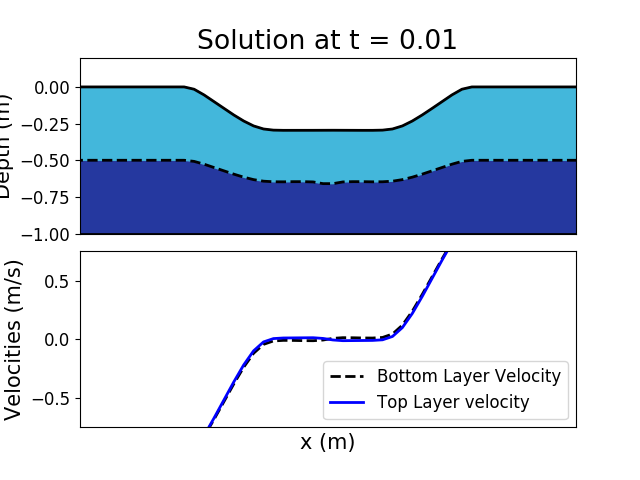 Solution at t = 0.01
Depth (m)
0.00
−0.25
−0.50
−0.75
−1.00
Velocities (m/s)
0.5
0.0
−0.5
Bottom Layer Velocity
Top Layer velocity
x (m)